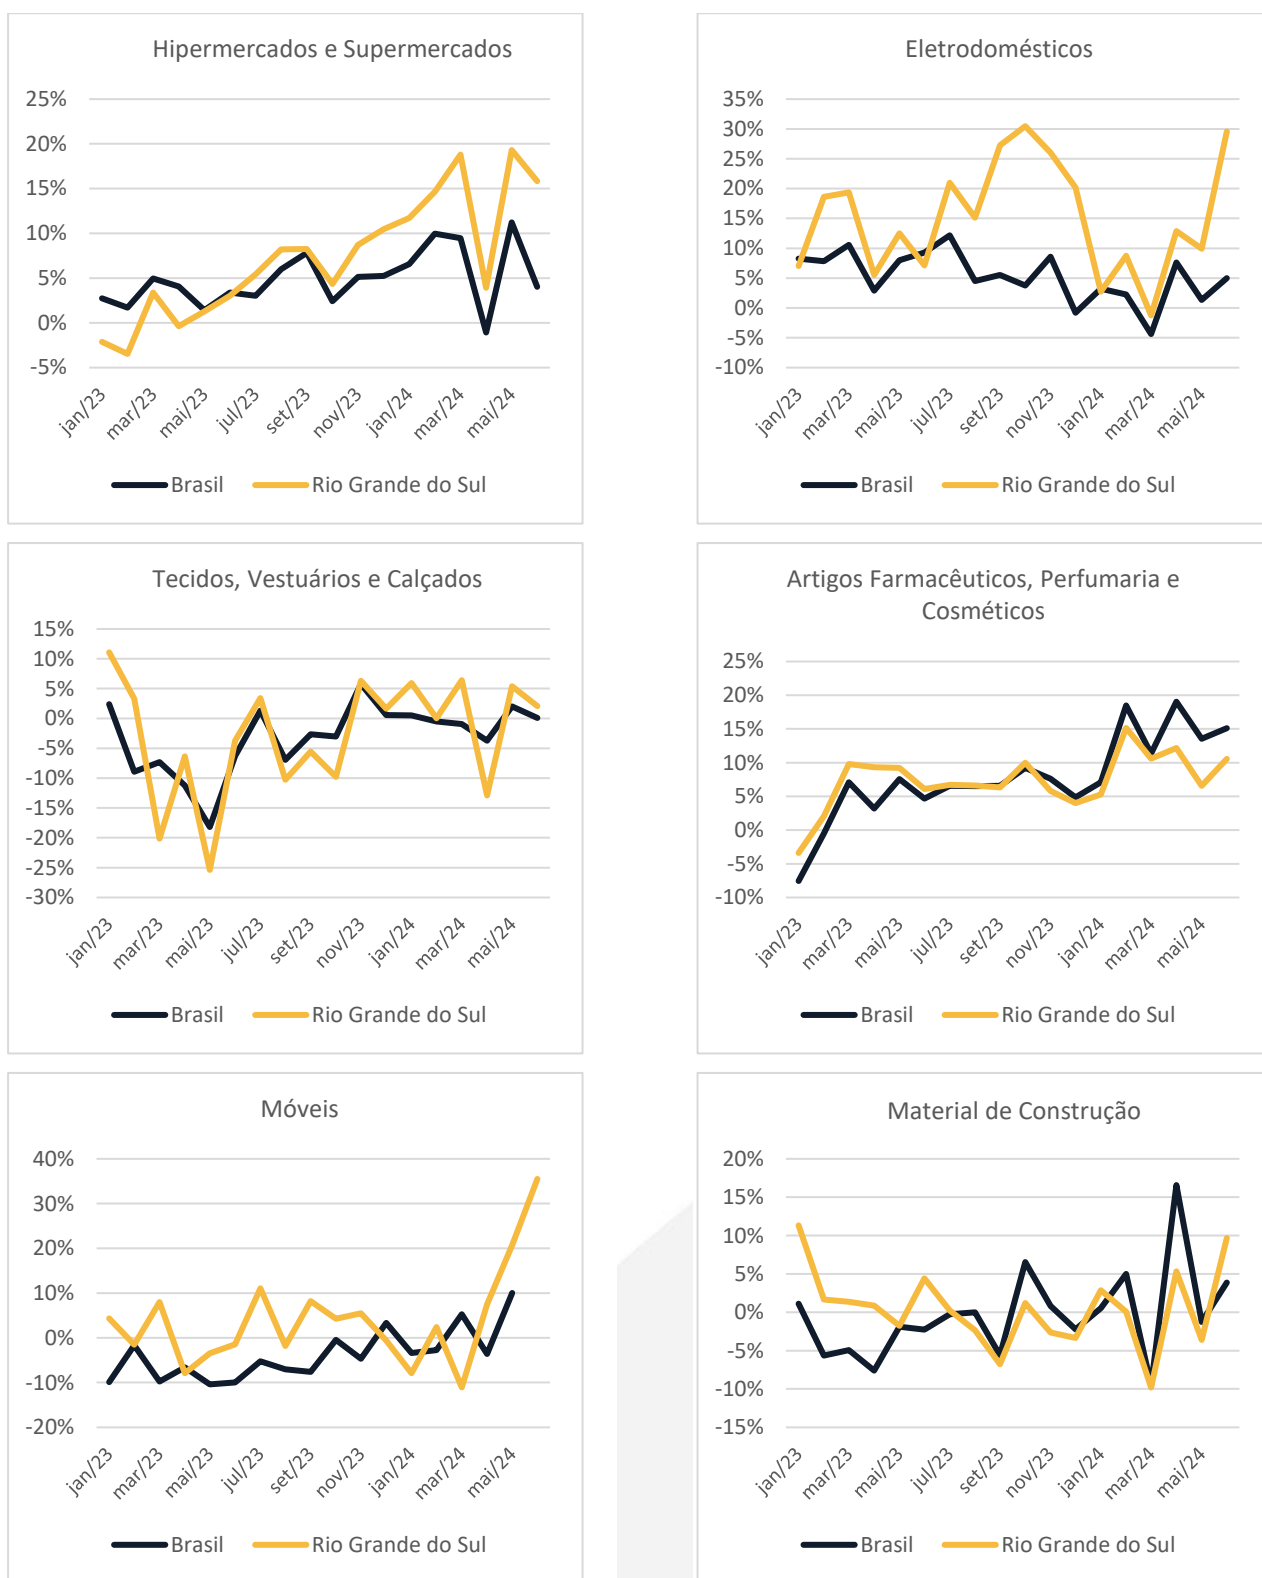 Hipermercados e Supermercados
25%
20%
15%
10%
5%
0%
-5%
jan/23 mar/23 mai/23 jul/23 set/23 nov/23 jan/24 mar/24 mai/24
Brasil Rio Grande do Sul
Eletrodomésticos
35%
30%
25%
20%
15%
10%
5%
0%
-5%
-10%
jan/23 mar/23 mai/23 jul/23 set/23 nov/23 jan/24 mar/24 mai/24
Brasil Rio Grande do Sul
Tecidos, Vestuários e Calçados
15%
10%
5%
0%
-5%
-10%
-15%
-20%
-25%
-30%
jan/23 mar/23 mai/23 jul/23 set/23 nov/23 jan/24 mar/24 mai/24
Brasil Rio Grande do Sul
Artigos Farmacêuticos, Perfumaria e
Cosméticos
25%
20%
15%
10%
5%
0%
-5%
-10%
jan/23 mar/23 mai/23 jul/23 set/23 nov/23 jan/24 mar/24 mai/24
Brasil Rio Grande do Sul
Móveis
40%
30%
20%
10%
0%
-10%
-20%
jan/23 mar/23 mai/23 jul/23 set/23 nov/23 jan/24 mar/24 mai/24
Brasil Rio Grande do Sul
Material de Construção
20%
15%
10%
5%
0%
-5%
-10%
-15%
jan/23 mar/23 mai/23 jul/23 set/23 nov/23 jan/24 mar/24 mai/24
Brasil Rio Grande do Sul